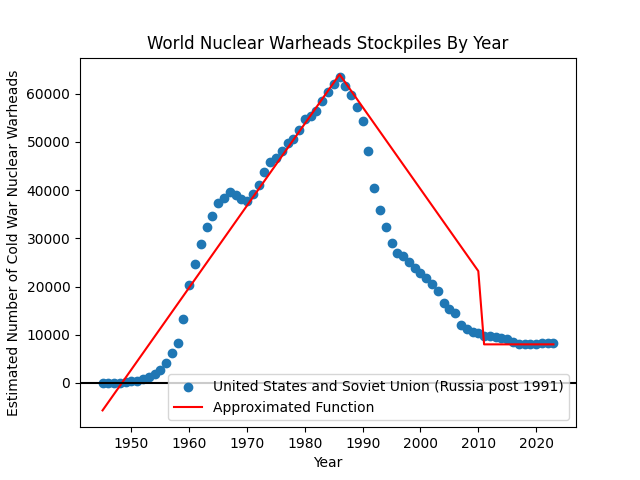 World Nuclear Warheads Stockpiles By Year
Estimated Number of Cold War Nuclear Warheads
60000
50000
40000
30000
20000
10000
0
United States and Soviet Union (Russia post 1991)
Approximated Function
1950 1960 1970 1980 1990 2000 2010 2020
Year